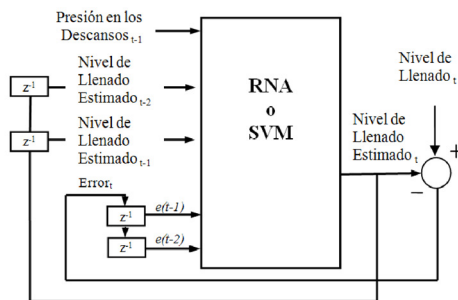 Presión en los
Descansos t-1
Nivel de
Llenado
Estimado t-2
z-1
Nivel de
Llenado
Estimado t-1
z-1
Error t
z-1
e(t-1)
z-1
e(t-2)
RNA
o
SVM
Nivel de
Llenado
Estimado t
Nivel de
Llenado t
+
−